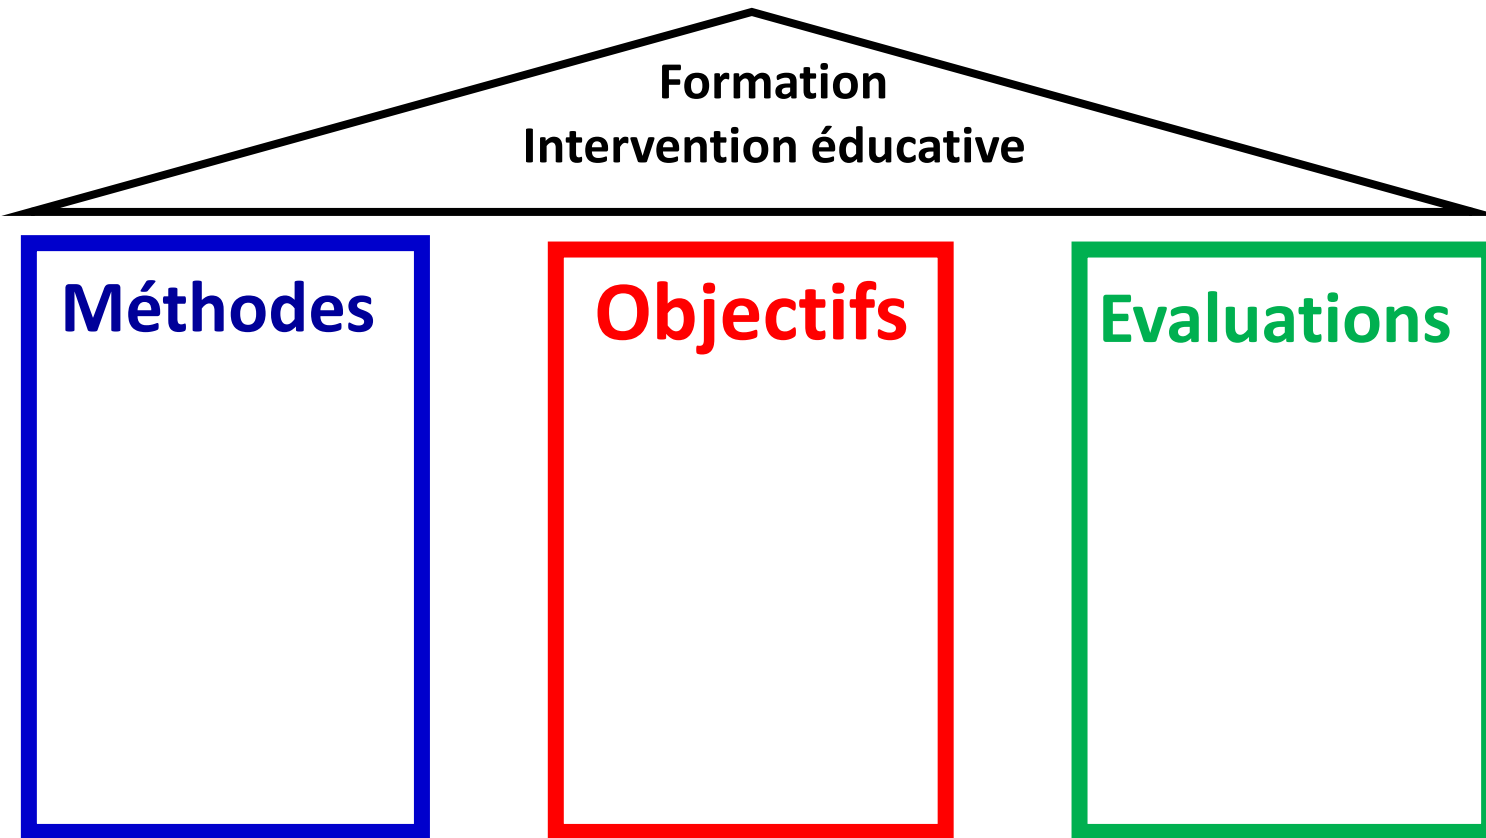 Formation
Intervention éducative
Méthodes
Objectifs
Evaluations